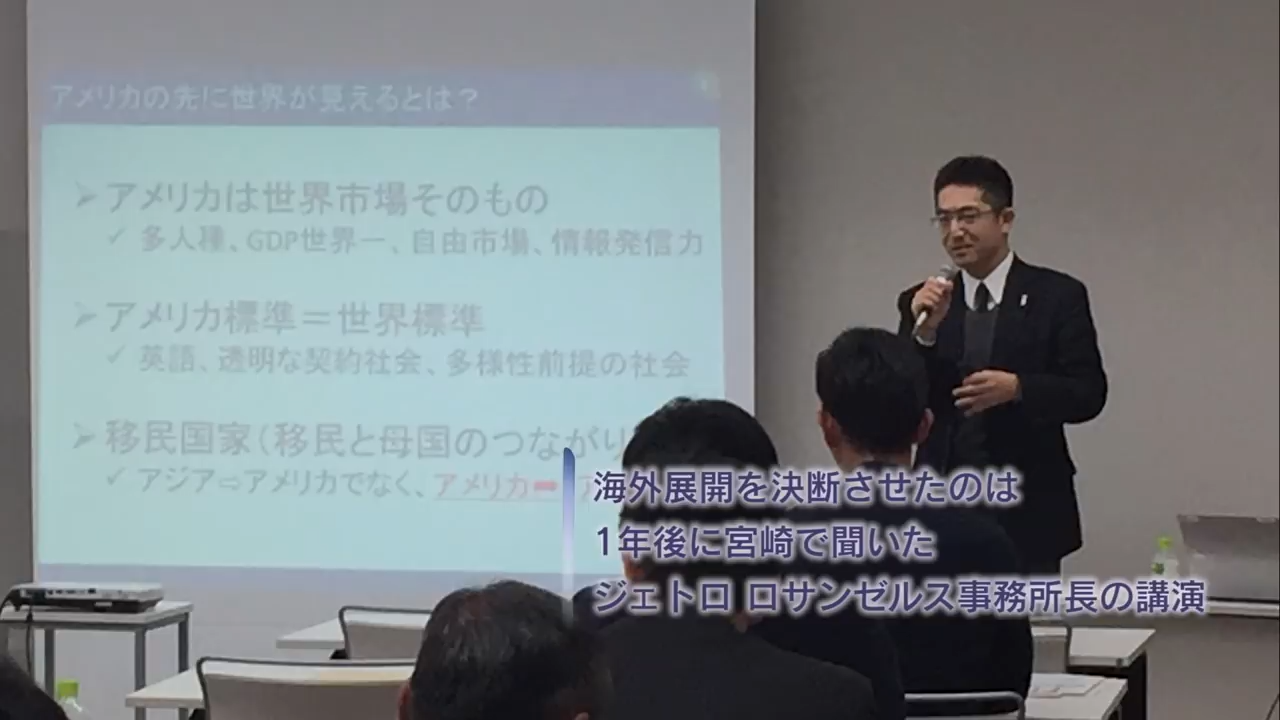 アメリカの先に世界が見えるとは?
➢アメリカは世界市場そのもの
✓ 多人種、GDP世界一、自由市場、情報発信力
➢アメリカ標準=世界標準
✓ 英語、透明な契約社会、多様性前提の社会
➢移民国家(移民と母国のつながり
✓ アジア⇨アメリカでなく、アメリカ➡
海外展開を決断させたのは
1年後に宮崎で聞いた
ジェトロ ロサンゼルス事務所長の講演